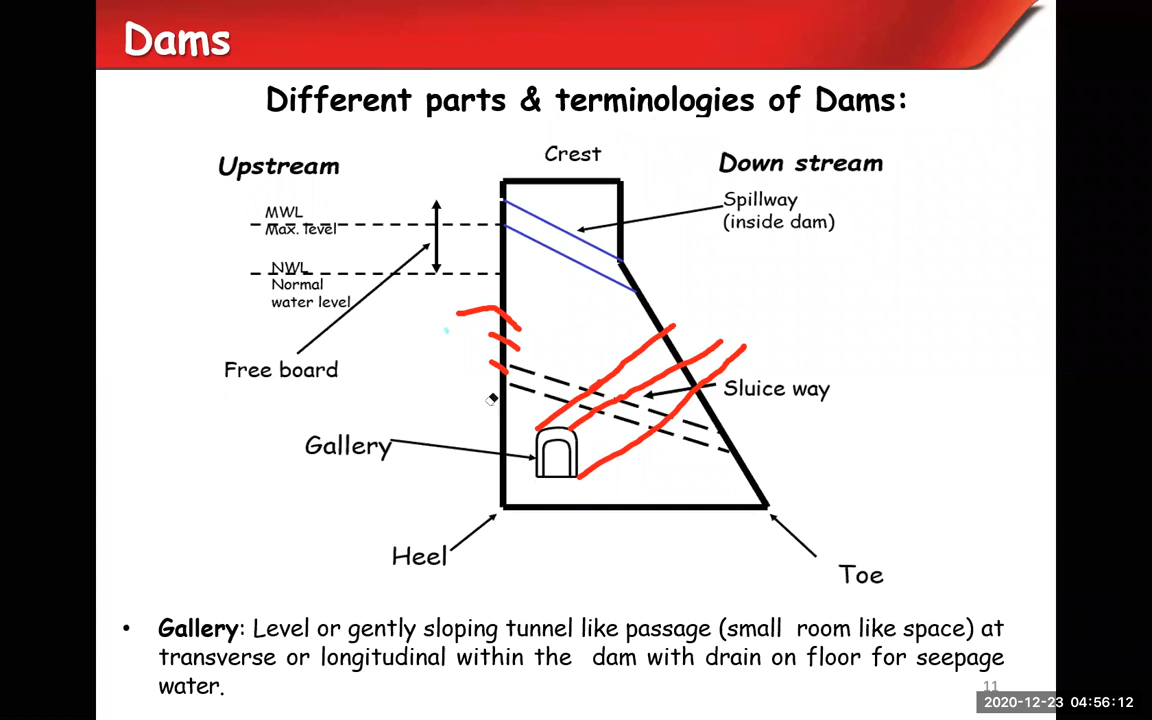 Dams
Different parts & terminologies of Dams:
Crest
Upstream
Down stream
Spillway
(inside dam)
MWL
Max. level
NWL
Normal
water level
Free board
Sluice way
Gallery
Heel
Toe
• Gallery: Level or gently sloping tunnel like passage (small room like space) at
transverse or longitudinal within the dam with drain on floor for seepage
water.
11
2020-12-23 04:56:12